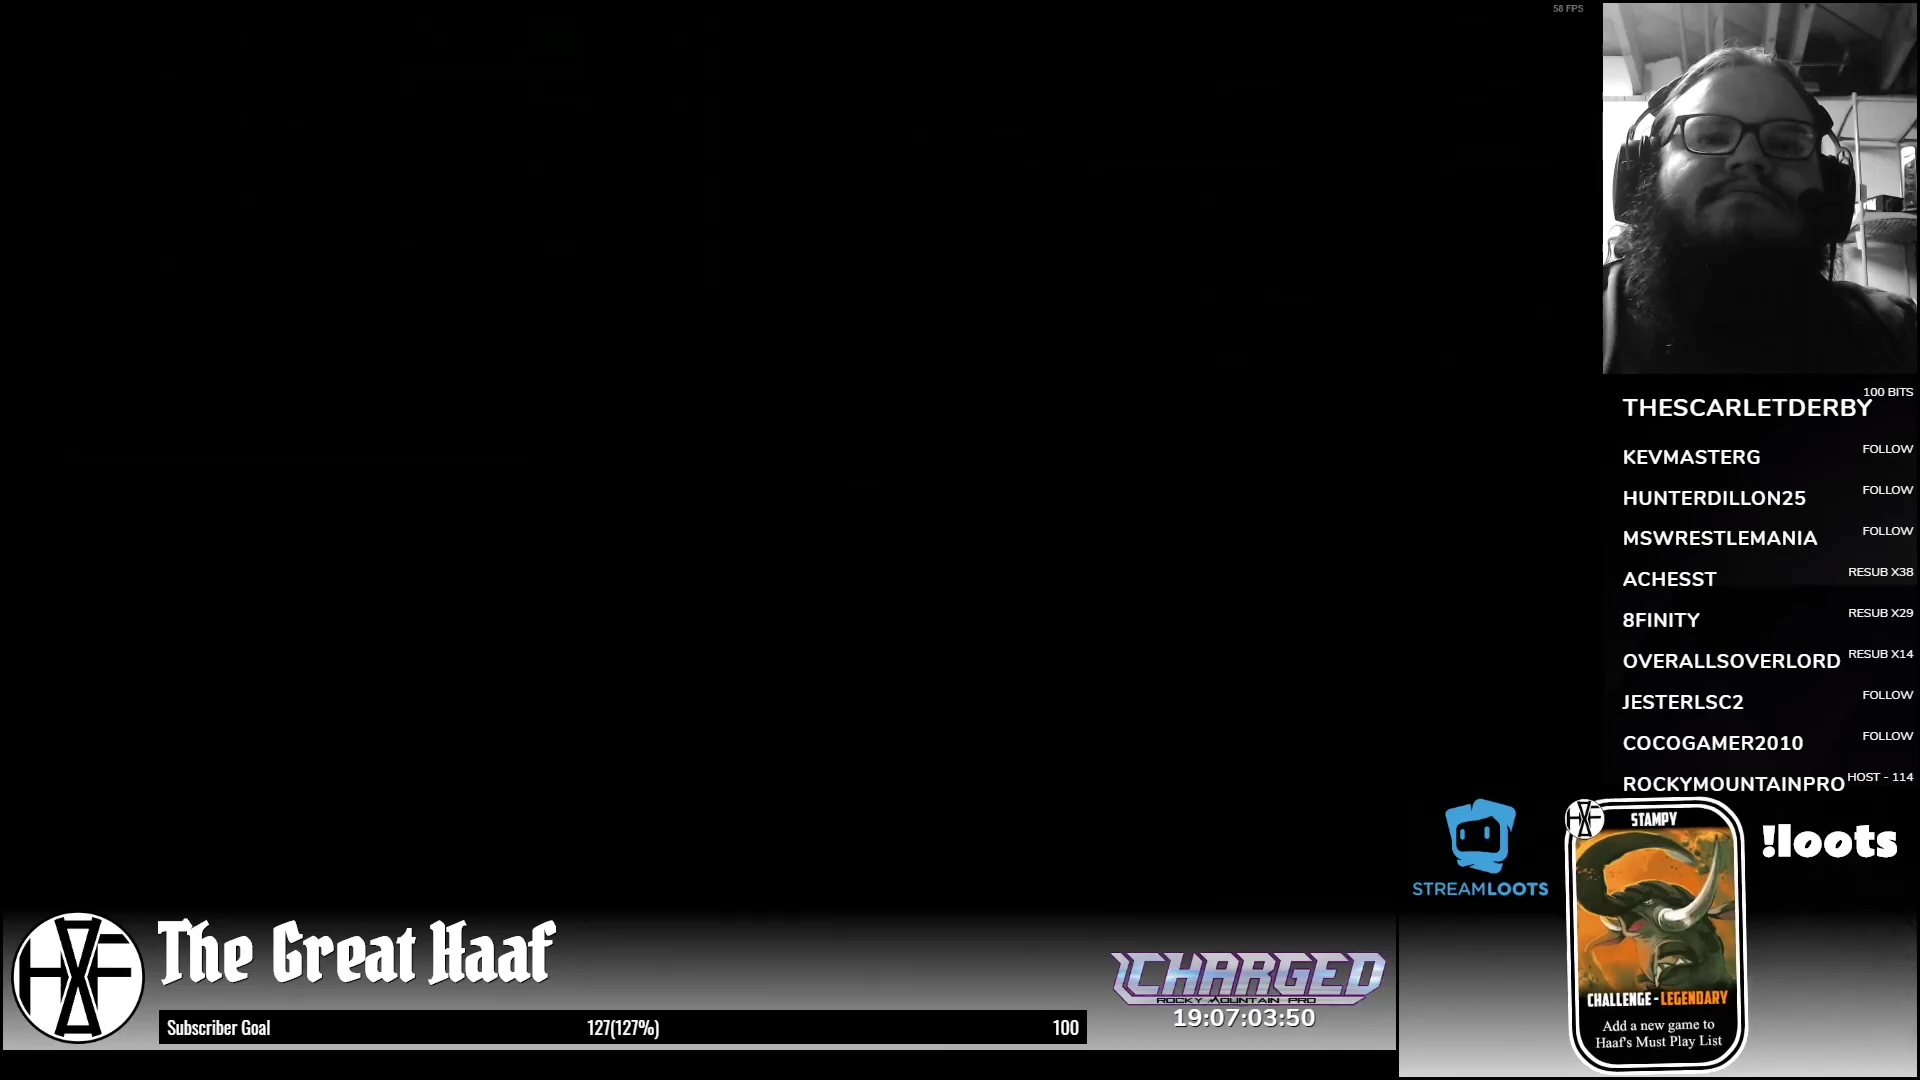 58 FPS
100 BITS
THESCARLETDERBY
KEVMASTERG FOLLOW
HUNTERDILLON25 FOLLOW
MSWRESTLEMANIA FOLLOW
ACHESST RESUB X38
8FINITY RESUB X29
OVERALLSOVERLORD RESUB X14
JESTERLSC2 FOLLOW
COCOGAMER2010 FOLLOW
ROCKYMOUNTAINPRO HOST - 114
STREAMLOOTS
HF
STAMPY
CHALLENGE - LEGENDARY
Add a new game to
Haaf's Must Play List
!loots
HF
The Great Haaf
Subscriber Goal 127(127%) 100
CHARGED
ROCKY MOUNTAIN PRO
19:07:03:50